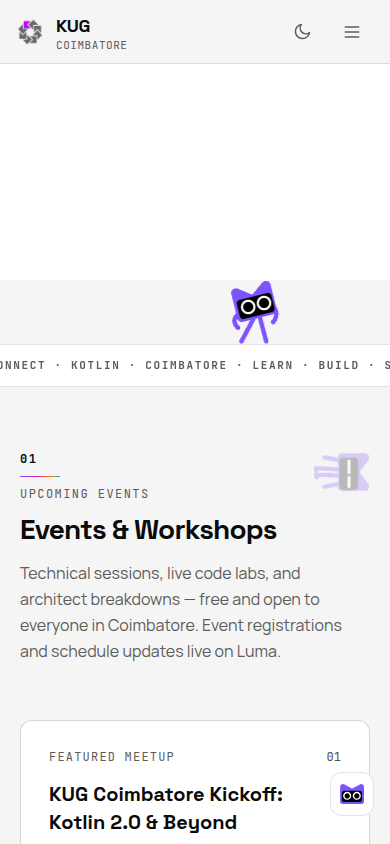 KUG
COIMBATORE
ONNECT · KOTLIN · COIMBATORE · LEARN · BUILD · S
01
UPCOMING EVENTS
Events & Workshops
Technical sessions, live code labs, and
architect breakdowns — free and open to
everyone in Coimbatore. Event registrations
and schedule updates live on Luma.
FEATURED MEETUP 01
KUG Coimbatore Kickoff:
Kotlin 2.0 & Beyond